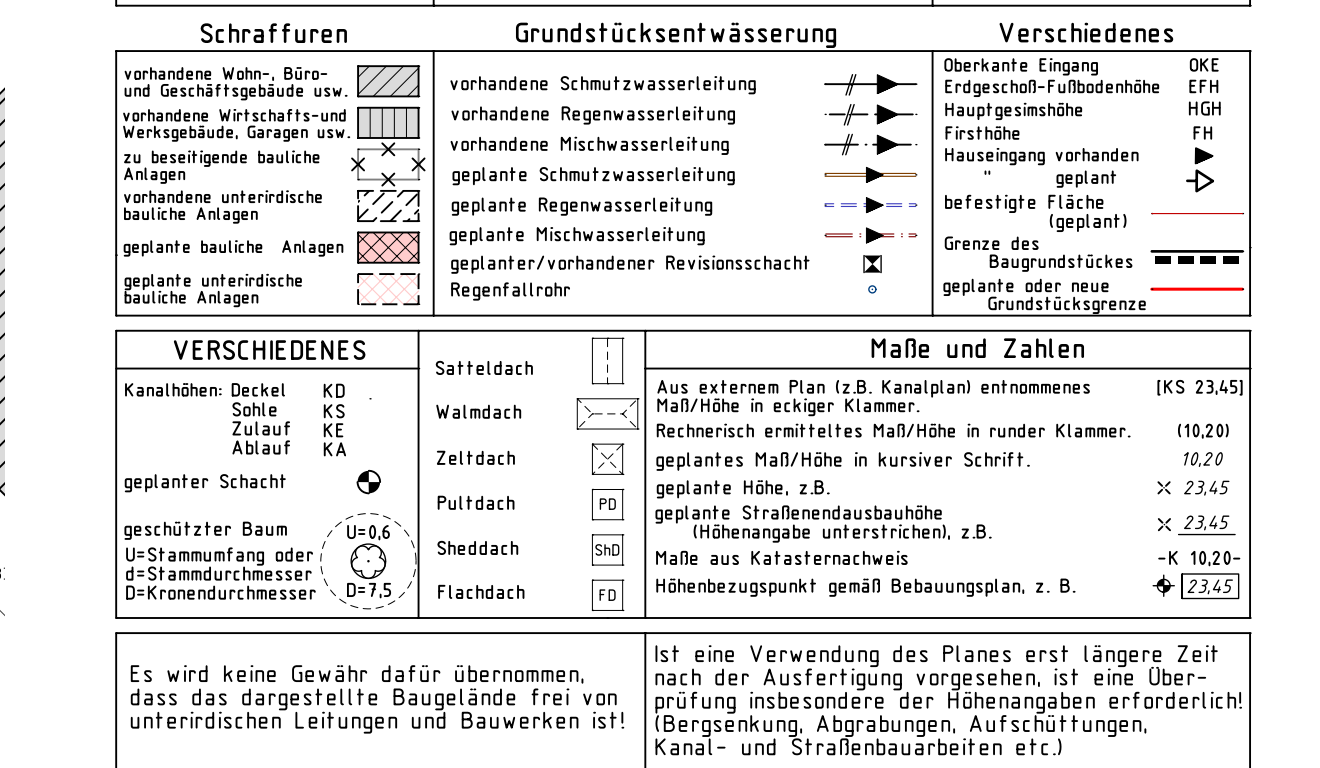 Schraffuren
vorhandene Wohn-, Büro-
und Geschäftsgebäude usw.
vorhandene Wirtschafts-und
Werksgebäude, Garagen usw.
zu beseitigende bauliche
Anlagen
vorhandene unterirdische
bauliche Anlagen
geplante bauliche Anlagen
geplante unterirdische
bauliche Anlagen
Grundstücksentwässerung
vorhandene Schmutzwasserleitung
vorhandene Regenwasserleitung
vorhandene Mischwasserleitung
geplante Schmutzwasserleitung
geplante Regenwasserleitung
geplante Mischwasserleitung
geplanter/vorhandener Revisionsschacht
Regenfallrohr
Verschiedenes
Oberkante Eingang OKE
Erdgeschoß-Fußbodenhöhe EFH
Hauptgesimshöhe HGH
Firsthöhe FH
Hauseingang vorhanden
" geplant
befestigte Fläche
(geplant)
Grenze des
Baugrundstückes
geplante oder neue
Grundstücksgrenze
VERSCHIEDENES
Kanalhöhen: Deckel KD
Sohle KS
Zulauf KE
Ablauf KA
geplanter Schacht
geschützter Baum
U=Stammumfang oder
d=Stammdurchmesser
D=Kronendurchmesser
U=0,6
D=7,5
Satteldach
Walmdach
Zeltdach
Pultdach PD
Sheddach ShD
Flachdach FD
Maße und Zahlen
Aus externem Plan (z.B. Kanalplan) entnommenes [KS 23,45]
Maß/Höhe in eckiger Klammer.
Rechnerisch ermitteltes Maß/Höhe in runder Klammer. (10,20)
geplantes Maß/Höhe in kursiver Schrift. 10,20
geplante Höhe, z.B. 23,45
geplante Straßenendausbauhöhe
(Höhenangabe unterstrichen), z.B. 23,45
Maße aus Katasternachweis -K 10,20-
Höhenbezugspunkt gemäß Bebauungsplan, z. B. 23,45
Es wird keine Gewähr dafür übernommen,
dass das dargestellte Baugelände frei von
unterirdischen Leitungen und Bauwerken ist!
Ist eine Verwendung des Planes erst längere Zeit
nach der Ausfertigung vorgesehen, ist eine Über-
prüfung insbesondere der Höhenangaben erforderlich!
(Bergsenkung, Abgrabungen, Aufschüttungen,
Kanal- und Straßenbauarbeiten etc.)